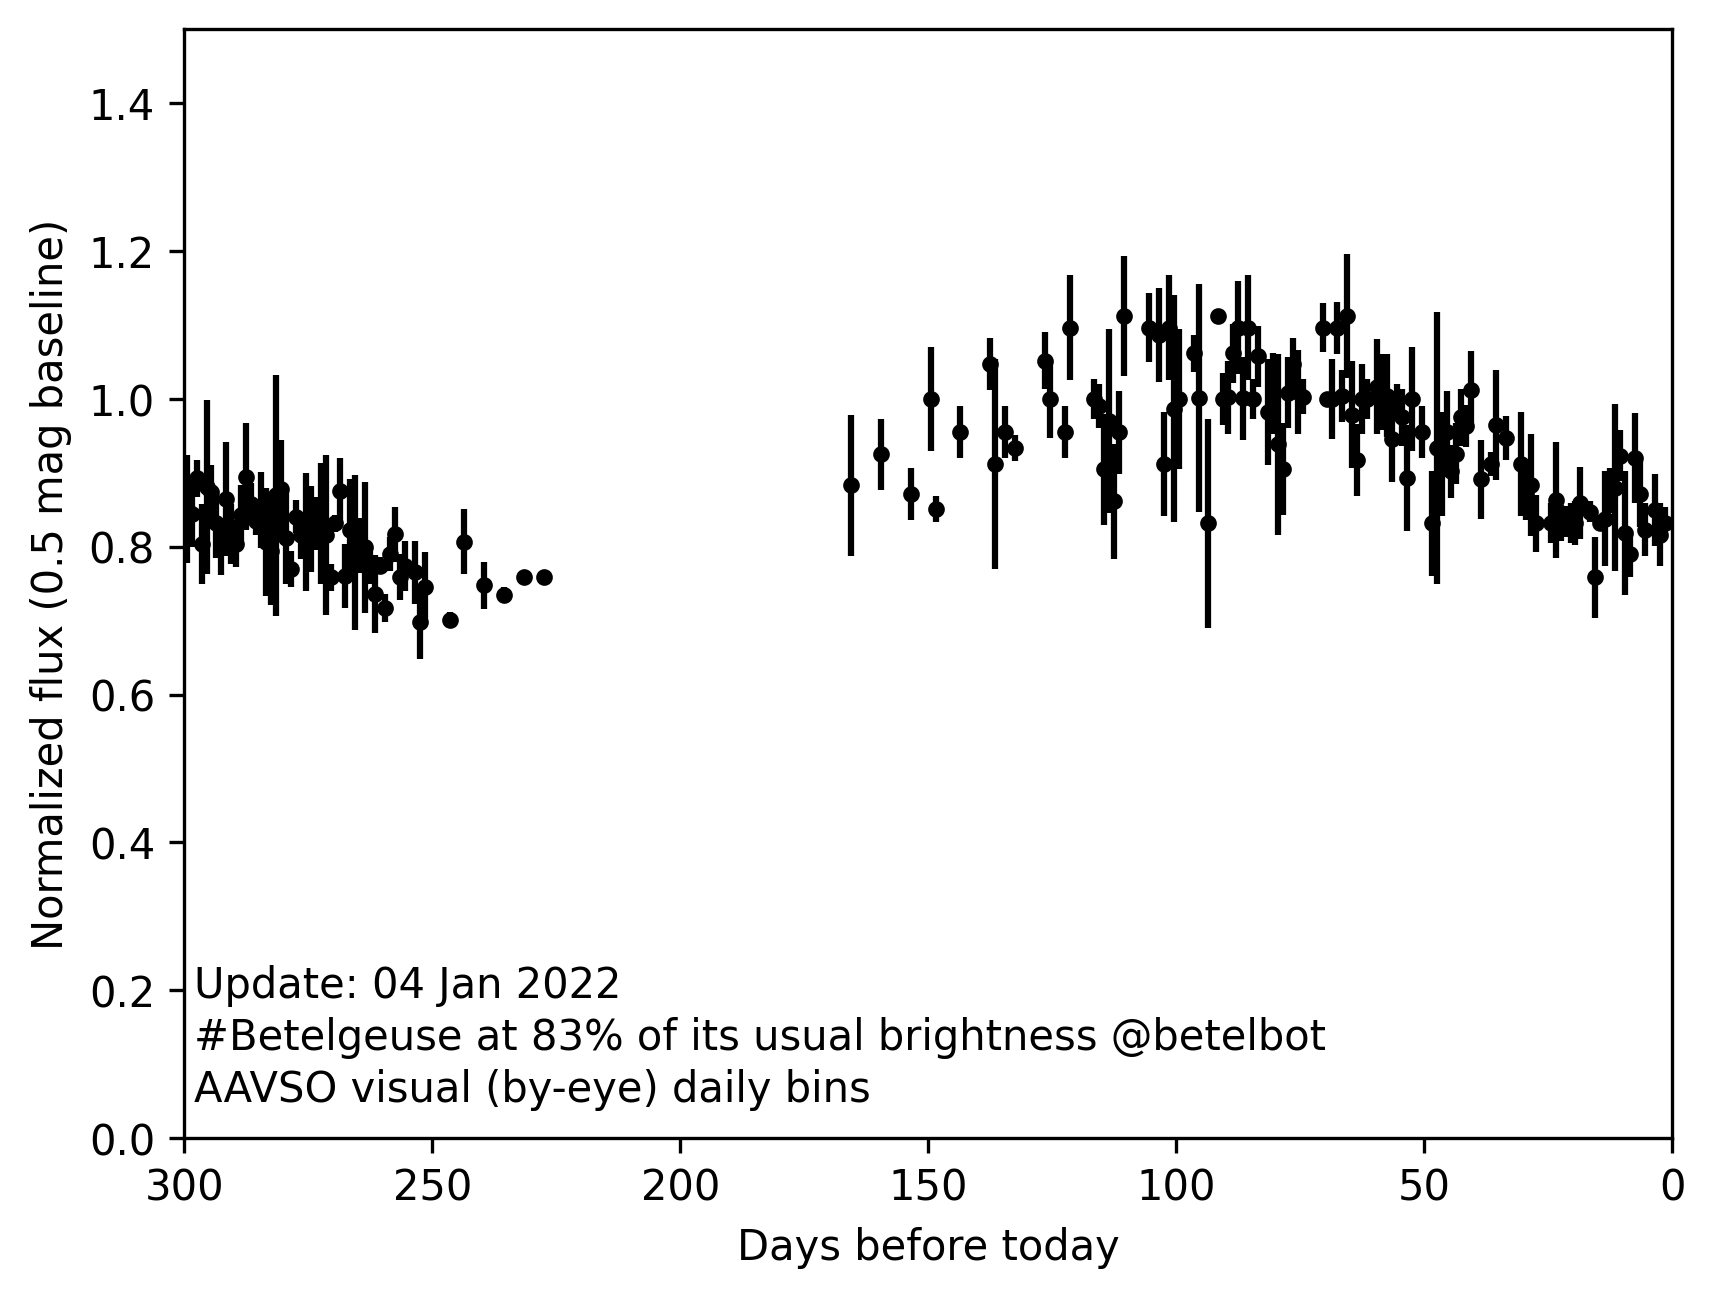 1.4
1.2
1.0
0.8
0.6
0.4
0.2
0.0
Normalized flux (0.5 mag baseline)
Update: 04 Jan 2022
#Betelgeuse at 83% of its usual brightness @betelbot
AAVSO visual (by-eye) daily bins
300 250 200 150 100 50 0
Days before today